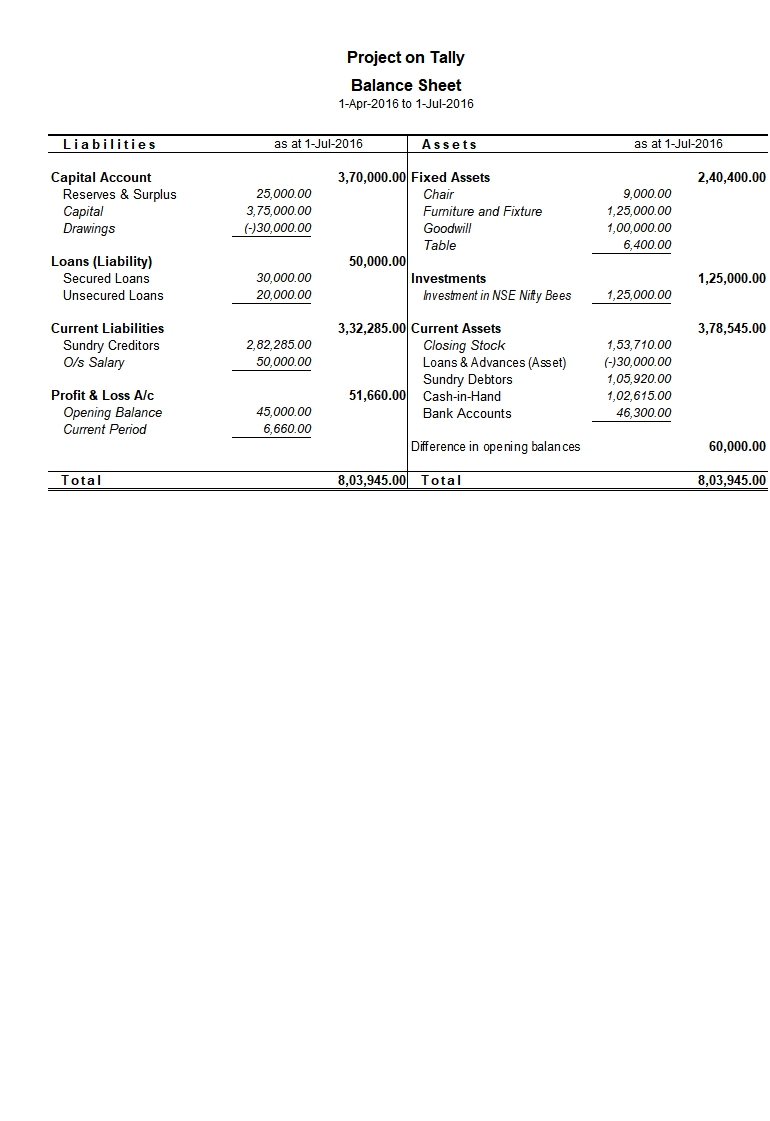 Project on Tally
Balance Sheet
1-Apr-2016 to 1-Jul-2016
Liabilities as at 1-Jul-2016 Assets as at 1-Jul-2016
Capital Account 3,70,000.00 Fixed Assets 2,40,400.00
Reserves & Surplus 25,000.00 Chair 9,000.00
Capital 3,75,000.00 Furniture and Fixture 1,25,000.00
Drawings (-)30,000.00 Goodwill 1,00,000.00
Table 6,400.00
Loans (Liability) 50,000.00
Secured Loans 30,000.00 Investments 1,25,000.00
Unsecured Loans 20,000.00 Investment in NSE Nifty Bees 1,25,000.00
Current Liabilities 3,32,285.00 Current Assets 3,78,545.00
Sundry Creditors 2,82,285.00 Closing Stock 1,53,710.00
O/s Salary 50,000.00 Loans & Advances (Asset) (-)30,000.00
Sundry Debtors 1,05,920.00
Profit & Loss A/c 51,660.00 Cash-in-Hand 1,02,615.00
Opening Balance 45,000.00 Bank Accounts 46,300.00
Current Period 6,660.00
Difference in opening balances 60,000.00
Total 8,03,945.00 Total 8,03,945.00